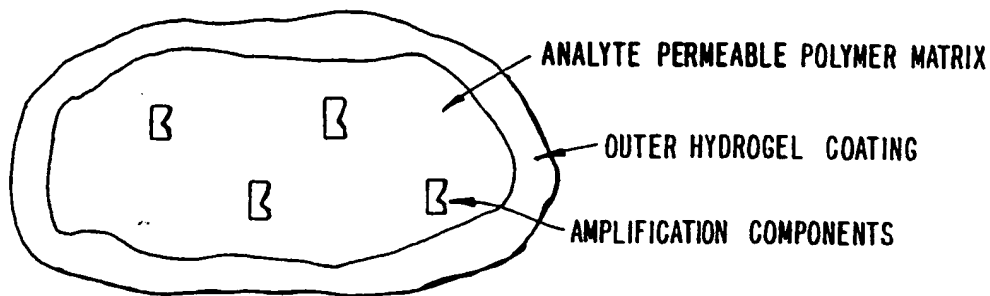 ANALYTE PERMEABLE POLYMER MATRIX
OUTER HYDROGEL COATING
AMPLIFICATION COMPONENTS